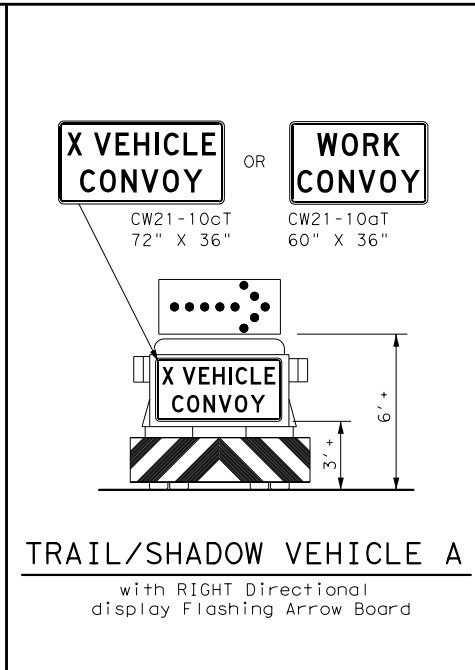 X VEHICLE
CONVOY
OR
WORK
CONVOY
CW21-10cT
72" X 36"
CW21-10aT
60" X 36"
X VEHICLE
CONVOY
6' +
3' +
TRAIL/SHADOW VEHICLE A
with RIGHT Directional
display Flashing Arrow Board